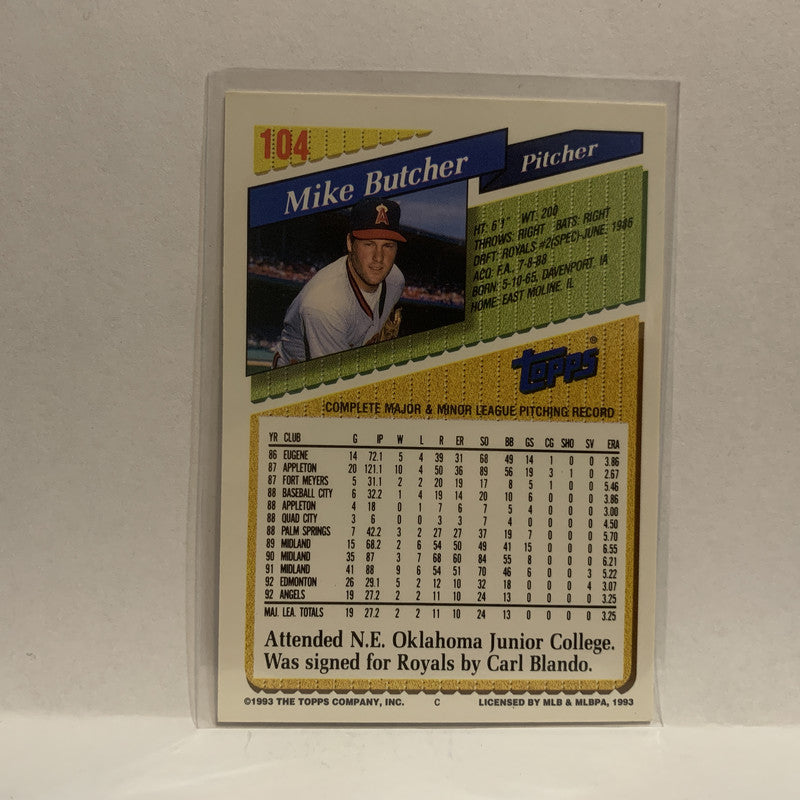 104
Mike Butcher
Pitcher
A
HT: 6'1" WT: 200
THROWS: RIGHT BATS: RIGHT
DRFT: ROYALS #2(SPEC)-JUNE, 1986
ACQ: F.A., 7-8-88
BORN: 5-10-65, DAVENPORT, IA
HOME: EAST MOLINE, IL
TOPPS ®
COMPLETE MAJOR & MINOR LEAGUE PITCHING RECORD
YR CLUB G IP W L R ER SO BB GS CG SHO SV ERA
86 EUGENE 14 72.1 5 4 39 31 68 49 14 1 0 0 3.86
87 APPLETON 20 121.1 10 4 50 36 89 56 19 3 1 0 2.67
87 FORT MEYERS 5 31.1 2 2 20 19 17 8 5 1 0 0 5.46
88 BASEBALL CITY 6 32.2 1 4 19 14 20 10 6 0 0 0 3.86
88 APPLETON 4 18 0 1 7 6 7 5 4 0 0 0 3.00
88 QUAD CITY 3 6 0 0 3 3 7 4 0 0 0 0 4.50
88 PALM SPRINGS 7 42.2 3 2 27 27 37 19 7 0 0 0 5.70
89 MIDLAND 15 68.2 2 6 54 50 49 41 15 0 0 0 6.55
90 MIDLAND 35 87 3 7 68 60 84 55 8 0 0 0 6.21
91 MIDLAND 41 88 9 6 54 51 70 46 6 0 0 3 5.22
92 EDMONTON 26 29.1 5 2 12 10 32 18 0 0 0 4 3.07
92 ANGELS 19 27.2 2 2 11 10 24 13 0 0 0 0 3.25
MAJ. LEA. TOTALS 19 27.2 2 2 11 10 24 13 0 0 0 0 3.25
Attended N.E. Oklahoma Junior College.
Was signed for Royals by Carl Blando.
©1993 THE TOPPS COMPANY, INC. C LICENSED BY MLB & MLBPA, 1993